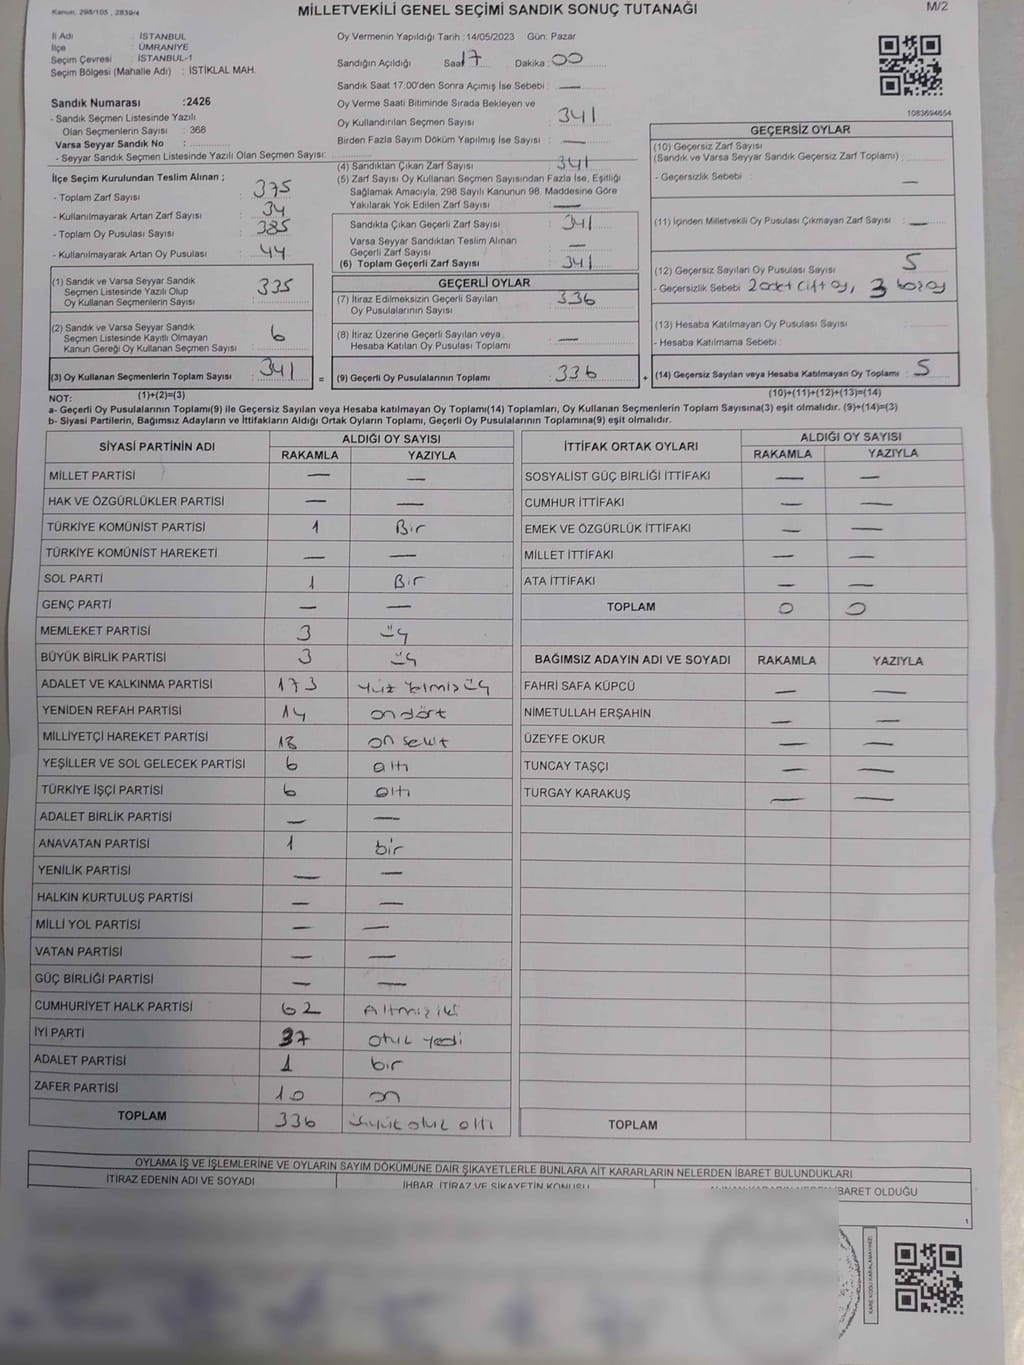 Kanun: 298/105 , 2839/4
MİLLETVEKİLİ GENEL SEÇİMİ SANDIK SONUÇ TUTANAĞI
M/2
İl Adı : İSTANBUL
İlçe : ÜMRANİYE
Seçim Çevresi : İSTANBUL-1
Seçim Bölgesi (Mahalle Adı) : İSTİKLAL MAH.
Sandık Numarası :2426
- Sandık Seçmen Listesinde Yazılı
Olan Seçmenlerin Sayısı : 368
Varsa Seyyar Sandık No :
- Seyyar Sandık Seçmen Listesinde Yazılı Olan Seçmen Sayısı:
İlçe Seçim Kurulundan Teslim Alınan ;
- Toplam Zarf Sayısı : 375
- Kullanılmayarak Artan Zarf Sayısı : 34
- Toplam Oy Pusulası Sayısı : 385
- Kullanılmayarak Artan Oy Pusulası : 44
(1) Sandık ve Varsa Seyyar Sandık
Seçmen Listesinde Yazılı Olup
Oy Kullanan Seçmenlerin Sayısı : 335
(2) Sandık ve Varsa Seyyar Sandık
Seçmen Listesinde Kayıtlı Olmayan
Kanun Gereği Oy Kullanan Seçmen Sayısı : 6
(3) Oy Kullanan Seçmenlerin Toplam Sayısı : 341
(1)+(2)=(3)
Oy Vermenin Yapıldığı Tarih :14/05/2023 Gün: Pazar
Sandığın Açıldığı Saat 17 Dakika : 00
Sandık Saat 17:00'den Sonra Açımış İse Sebebi : —
Oy Verme Saati Bitiminde Sırada Bekleyen ve
Oy Kullandırılan Seçmen Sayısı : 341
Birden Fazla Sayım Döküm Yapılmış İse Sayısı : —
(4) Sandıktan Çıkan Zarf Sayısı : 341
(5) Zarf Sayısı Oy Kullanan Seçmen Sayısından Fazla İse, Eşitliği
Sağlamak Amacıyla, 298 Sayılı Kanunun 98. Maddesine Göre
Yakılarak Yok Edilen Zarf Sayısı : —
Sandıkta Çıkan Geçerli Zarf Sayısı : 341
Varsa Seyyar Sandıktan Teslim Alınan
Geçerli Zarf Sayısı : —
(6) Toplam Geçerli Zarf Sayısı : 341
GEÇERLİ OYLAR
(7) İtiraz Edilmeksizin Geçerli Sayılan
Oy Pusulalarının Sayısı : 336
(8) İtiraz Üzerine Geçerli Sayılan veya
Hesaba Katılan Oy Pusulası Toplamı : —
= (9) Geçerli Oy Pusulalarının Toplamı : 336
1083694654
GEÇERSİZ OYLAR
(10) Geçersiz Zarf Sayısı
(Sandık ve Varsa Seyyar Sandık Geçersiz Zarf Toplamı) :
- Geçersizlik Sebebi : —
(11) İçinden Milletvekili Oy Pusulası Çıkmayan Zarf Sayısı : —
(12) Geçersiz Sayılan Oy Pusulası Sayısı : 5
- Geçersizlik Sebebi : 2 adet çift oy, 3 boş oy
(13) Hesaba Katılmayan Oy Pusulası Sayısı :
- Hesaba Katılmama Sebebi :
+ (14) Geçersiz Sayılan veya Hesaba Katılmayan Oy Toplamı : 5
(10)+(11)+(12)+(13)=(14)
NOT:
a- Geçerli Oy Pusulalarının Toplamı(9) ile Geçersiz Sayılan veya Hesaba katılmayan Oy Toplamı(14) Toplamları, Oy Kullanan Seçmenlerin Toplam Sayısına(3) eşit olmalıdır. (9)+(14)=(3)
b- Siyasi Partilerin, Bağımsız Adayların ve İttifakların Aldığı Ortak Oyların Toplamı, Geçerli Oy Pusulalarının Toplamına(9) eşit olmalıdır.
SİYASİ PARTİNİN ADI ALDIĞI OY SAYISI
RAKAMLA YAZIYLA
MİLLET PARTİSİ — —
HAK VE ÖZGÜRLÜKLER PARTİSİ — —
TÜRKİYE KOMÜNİST PARTİSİ 1 Bir
TÜRKİYE KOMÜNİST HAREKETİ — —
SOL PARTİ 1 Bir
GENÇ PARTİ — —
MEMLEKET PARTİSİ 3 üç
BÜYÜK BİRLİK PARTİSİ 3 üç
ADALET VE KALKINMA PARTİSİ 173 yüz yetmiş üç
YENİDEN REFAH PARTİSİ 14 on dört
MİLLİYETÇİ HAREKET PARTİSİ 18 on sekiz
YEŞİLLER VE SOL GELECEK PARTİSİ 6 altı
TÜRKİYE İŞÇİ PARTİSİ 6 altı
ADALET BİRLİK PARTİSİ — —
ANAVATAN PARTİSİ 1 bir
YENİLİK PARTİSİ — —
HALKIN KURTULUŞ PARTİSİ — —
MİLLİ YOL PARTİSİ — —
VATAN PARTİSİ — —
GÜÇ BİRLİĞİ PARTİSİ — —
CUMHURİYET HALK PARTİSİ 62 Altmış iki
İYİ PARTİ 37 otuz yedi
ADALET PARTİSİ 1 bir
ZAFER PARTİSİ 10 on
TOPLAM 336 üçyüz otuz altı
İTTİFAK ORTAK OYLARI ALDIĞI OY SAYISI
RAKAMLA YAZIYLA
SOSYALİST GÜÇ BİRLİĞİ İTTİFAKI — —
CUMHUR İTTİFAKI — —
EMEK VE ÖZGÜRLÜK İTTİFAKI — —
MİLLET İTTİFAKI — —
ATA İTTİFAKI — —
TOPLAM 0 0
BAĞIMSIZ ADAYIN ADI VE SOYADI RAKAMLA YAZIYLA
FAHRİ SAFA KÜPCÜ — —
NİMETULLAH ERŞAHİN — —
ÜZEYFE OKUR — —
TUNCAY TAŞÇI — —
TURGAY KARAKUŞ — —
TOPLAM
OYLAMA İŞ VE İŞLEMLERİNE VE OYLARIN SAYIM DÖKÜMÜNE DAİR ŞİKAYETLERLE BUNLARA AİT KARARLARIN NELERDEN İBARET BULUNDUKLARI
İTİRAZ EDENİN ADI VE SOYADI İHBAR, İTİRAZ VE ŞİKAYETİN KONUSU İBARET OLDUĞU
1
KARE KODU KARALAMAYINIZ!